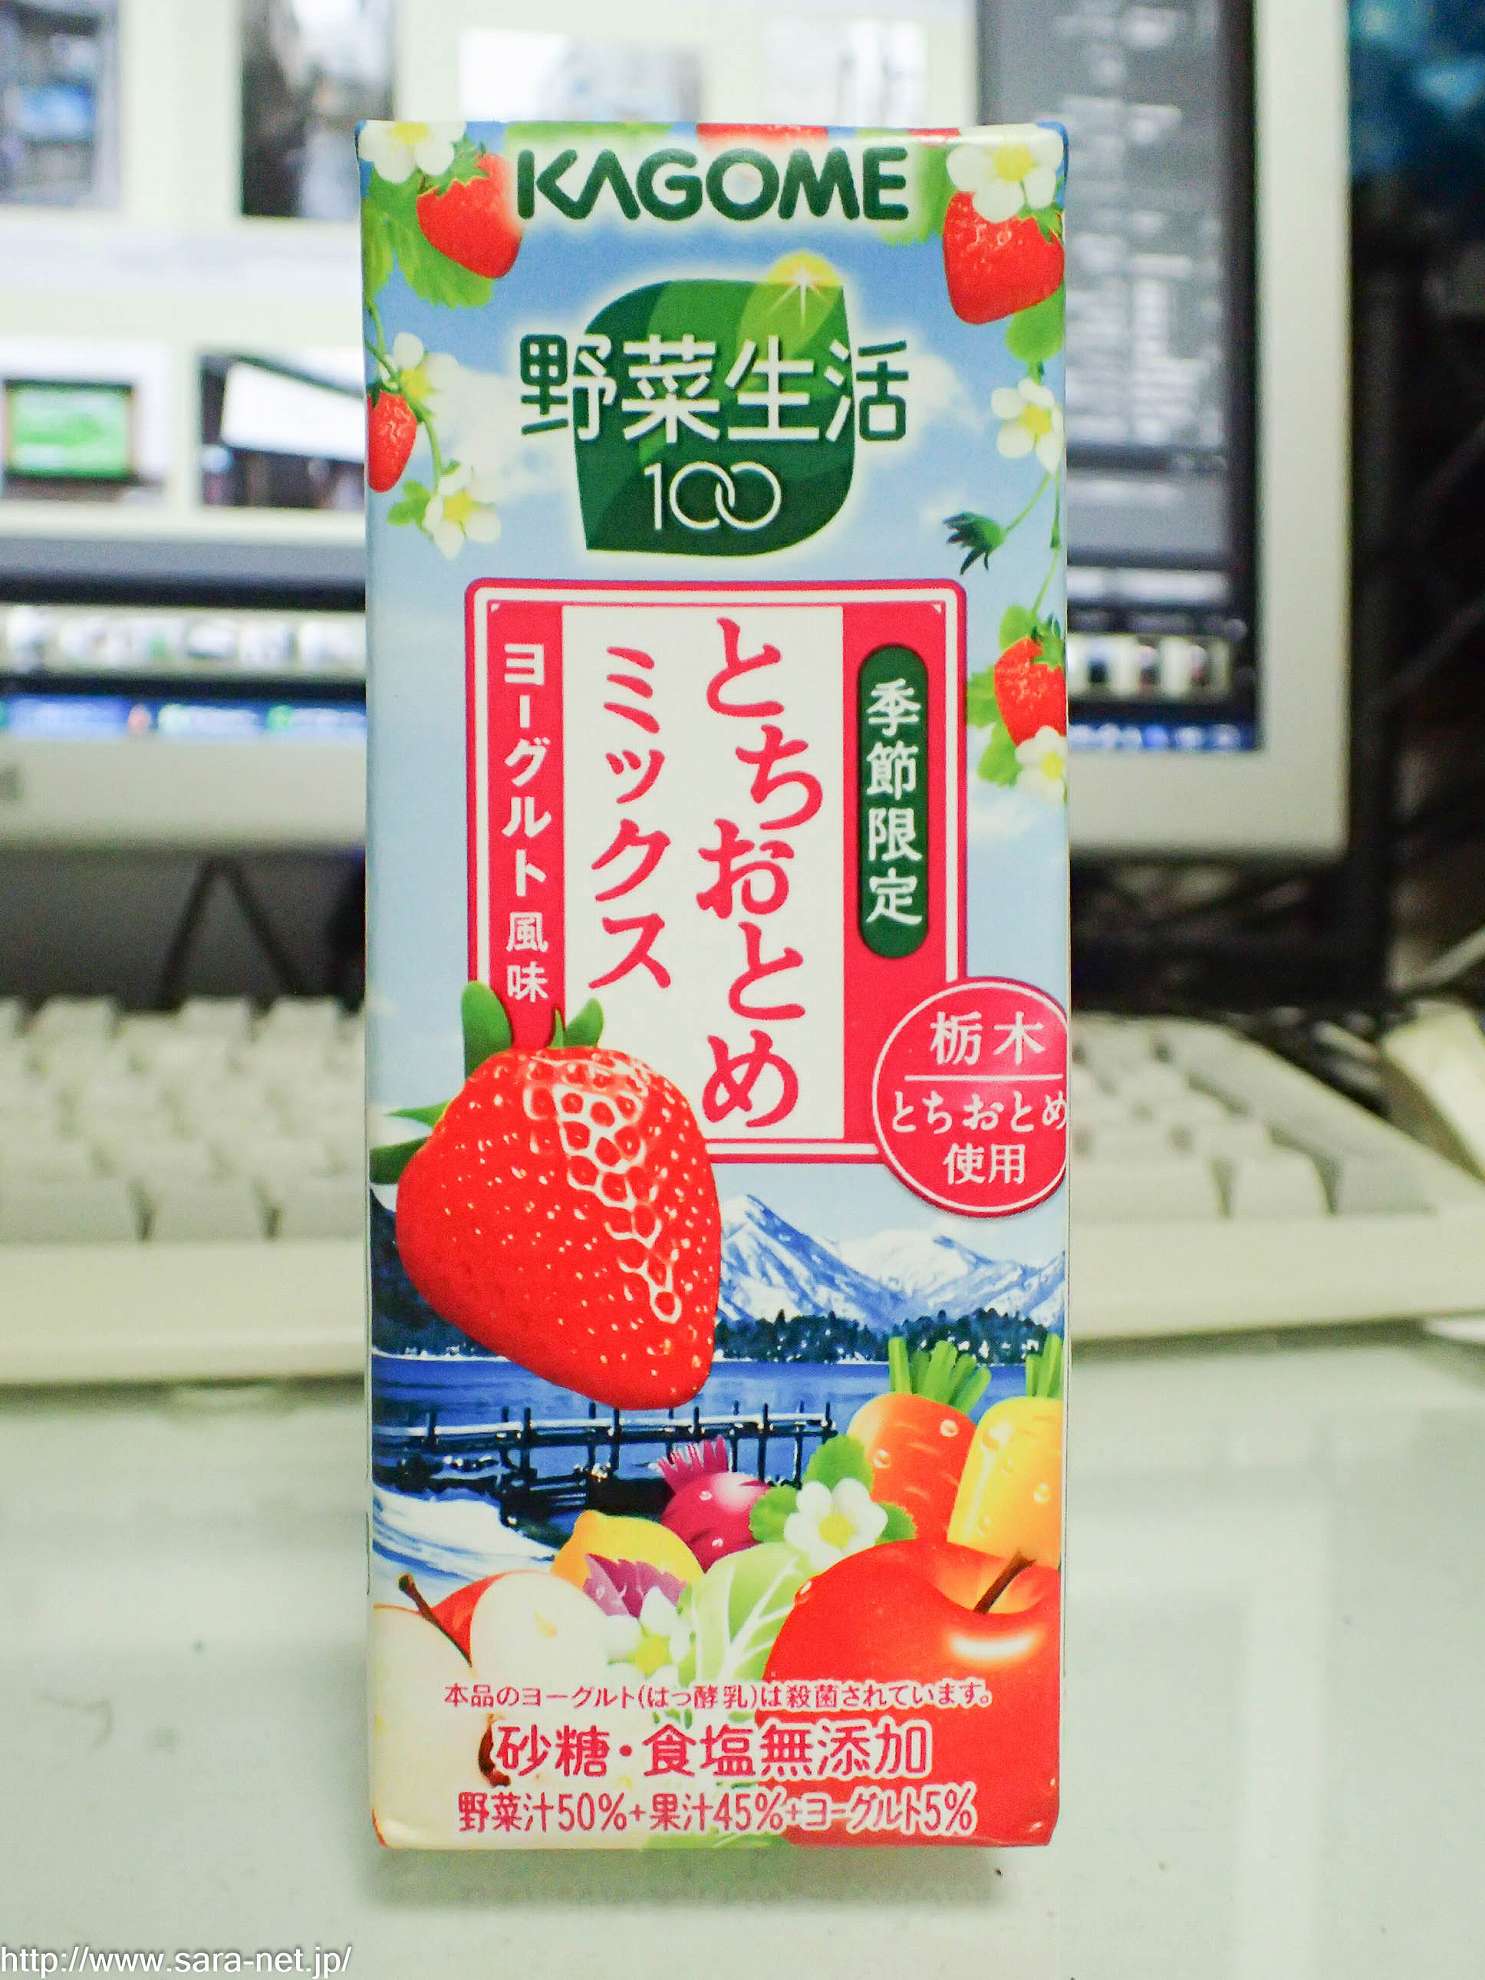 KAGOME
野菜生活
100
季節限定
とちおとめ
ミックス
ヨーグルト風味
栃木
とちおとめ
使用
本品のヨーグルト(はっ酵乳)は殺菌されています。
砂糖・食塩無添加
野菜汁50%+果汁45%+ヨーグルト5%
http://www.sara-net.jp/